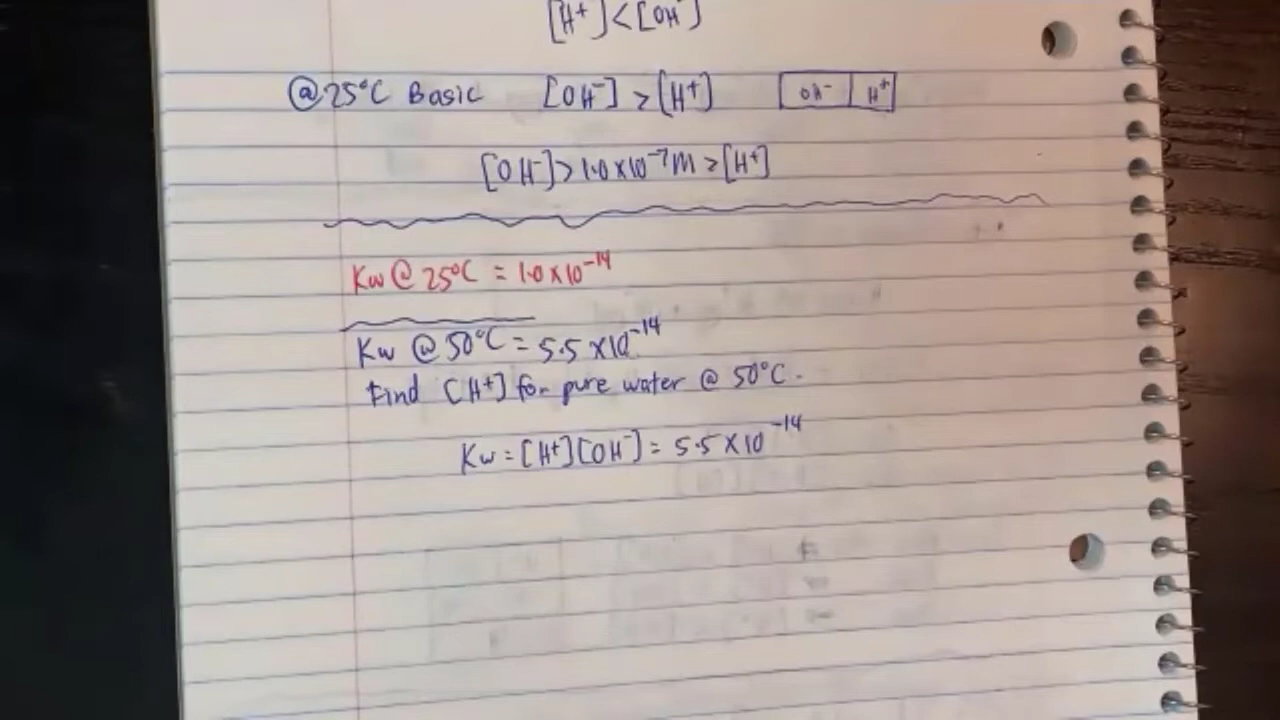 [H⁺]<[OH⁻]
@25°C Basic [OH⁻] > [H⁺] OH⁻ H⁺
[OH⁻]>1.0×10⁻⁷M>[H⁺]
Kw @ 25°C = 1.0×10⁻¹⁴
Kw @ 50°C = 5.5×10⁻¹⁴
Find [H⁺] for pure water @ 50°C.
Kw=[H⁺][OH⁻]= 5.5×10⁻¹⁴